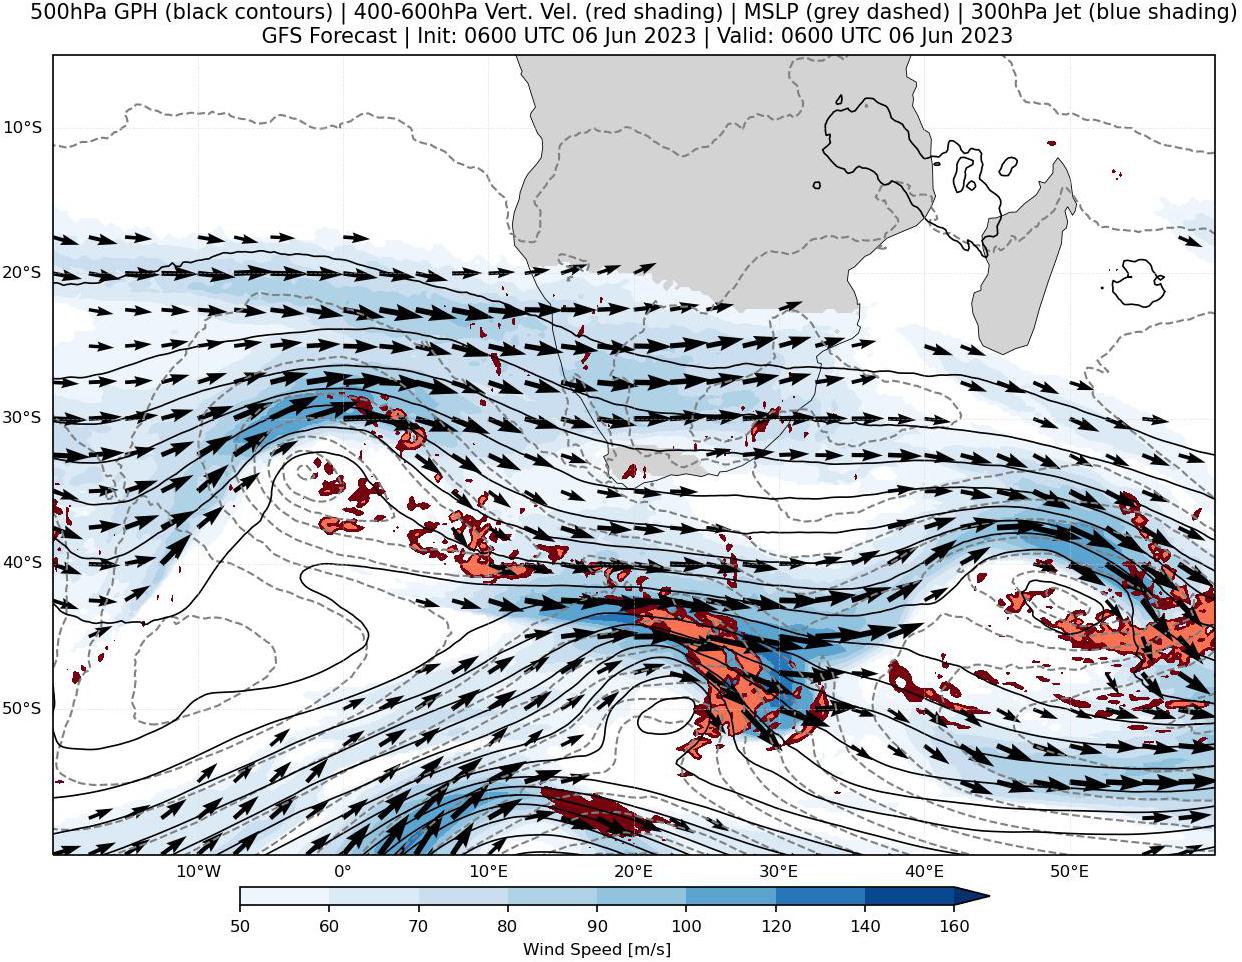 500hPa GPH (black contours) | 400-600hPa Vert. Vel. (red shading) | MSLP (grey dashed) | 300hPa Jet (blue shading)
GFS Forecast | Init: 0600 UTC 06 Jun 2023 | Valid: 0600 UTC 06 Jun 2023
10°S
20°S
30°S
40°S
50°S
10°W 0° 10°E 20°E 30°E 40°E 50°E
50 60 70 80 90 100 120 140 160
Wind Speed [m/s]